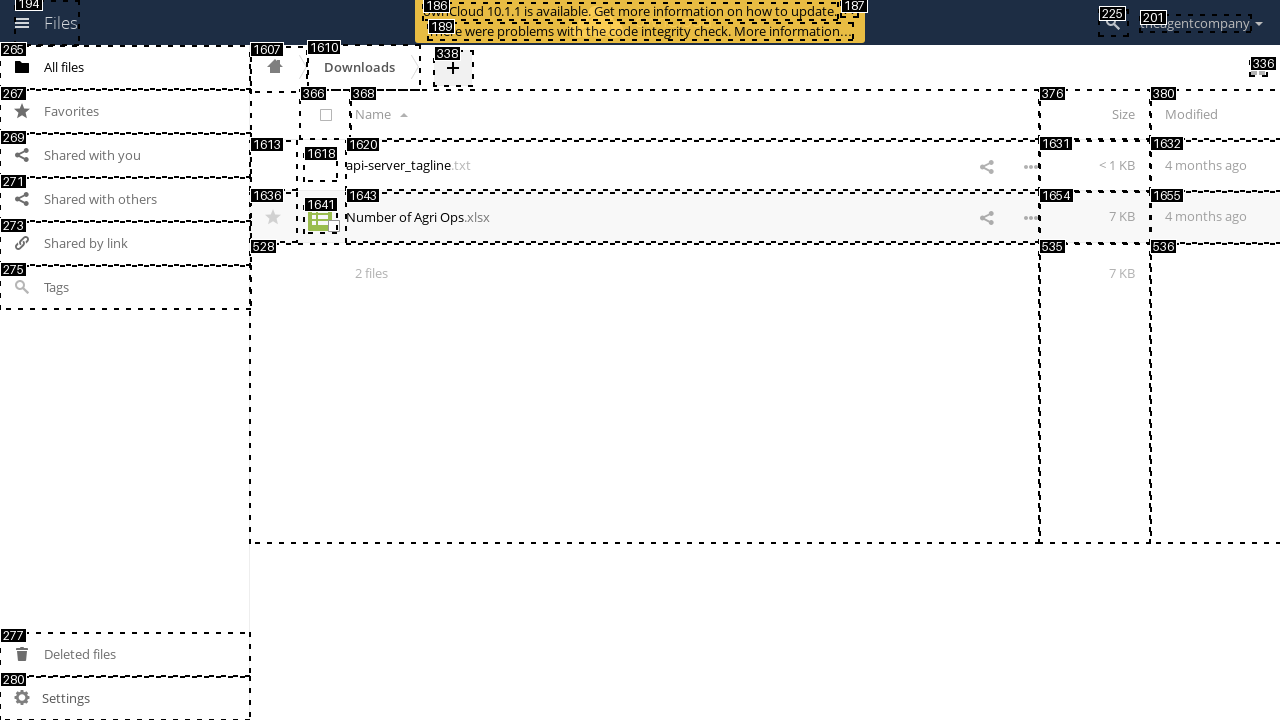 194
Files
186
ownCloud 10.1.1 is available. Get more information on how to update.
187
189
There were problems with the code integrity check. More information…
225
201
theagentcompany
265
All files
1607
1610
Downloads
338
+
336
267
Favorites
366
368
Name
376
Size
380
Modified
269
Shared with you
1613
1618
1620
api-server_tagline.txt
1631
< 1 KB
1632
4 months ago
271
Shared with others
1636
1641
1643
Number of Agri Ops.xlsx
1654
7 KB
1655
4 months ago
273
Shared by link
528
535
536
275
Tags
2 files
7 KB
277
Deleted files
280
Settings